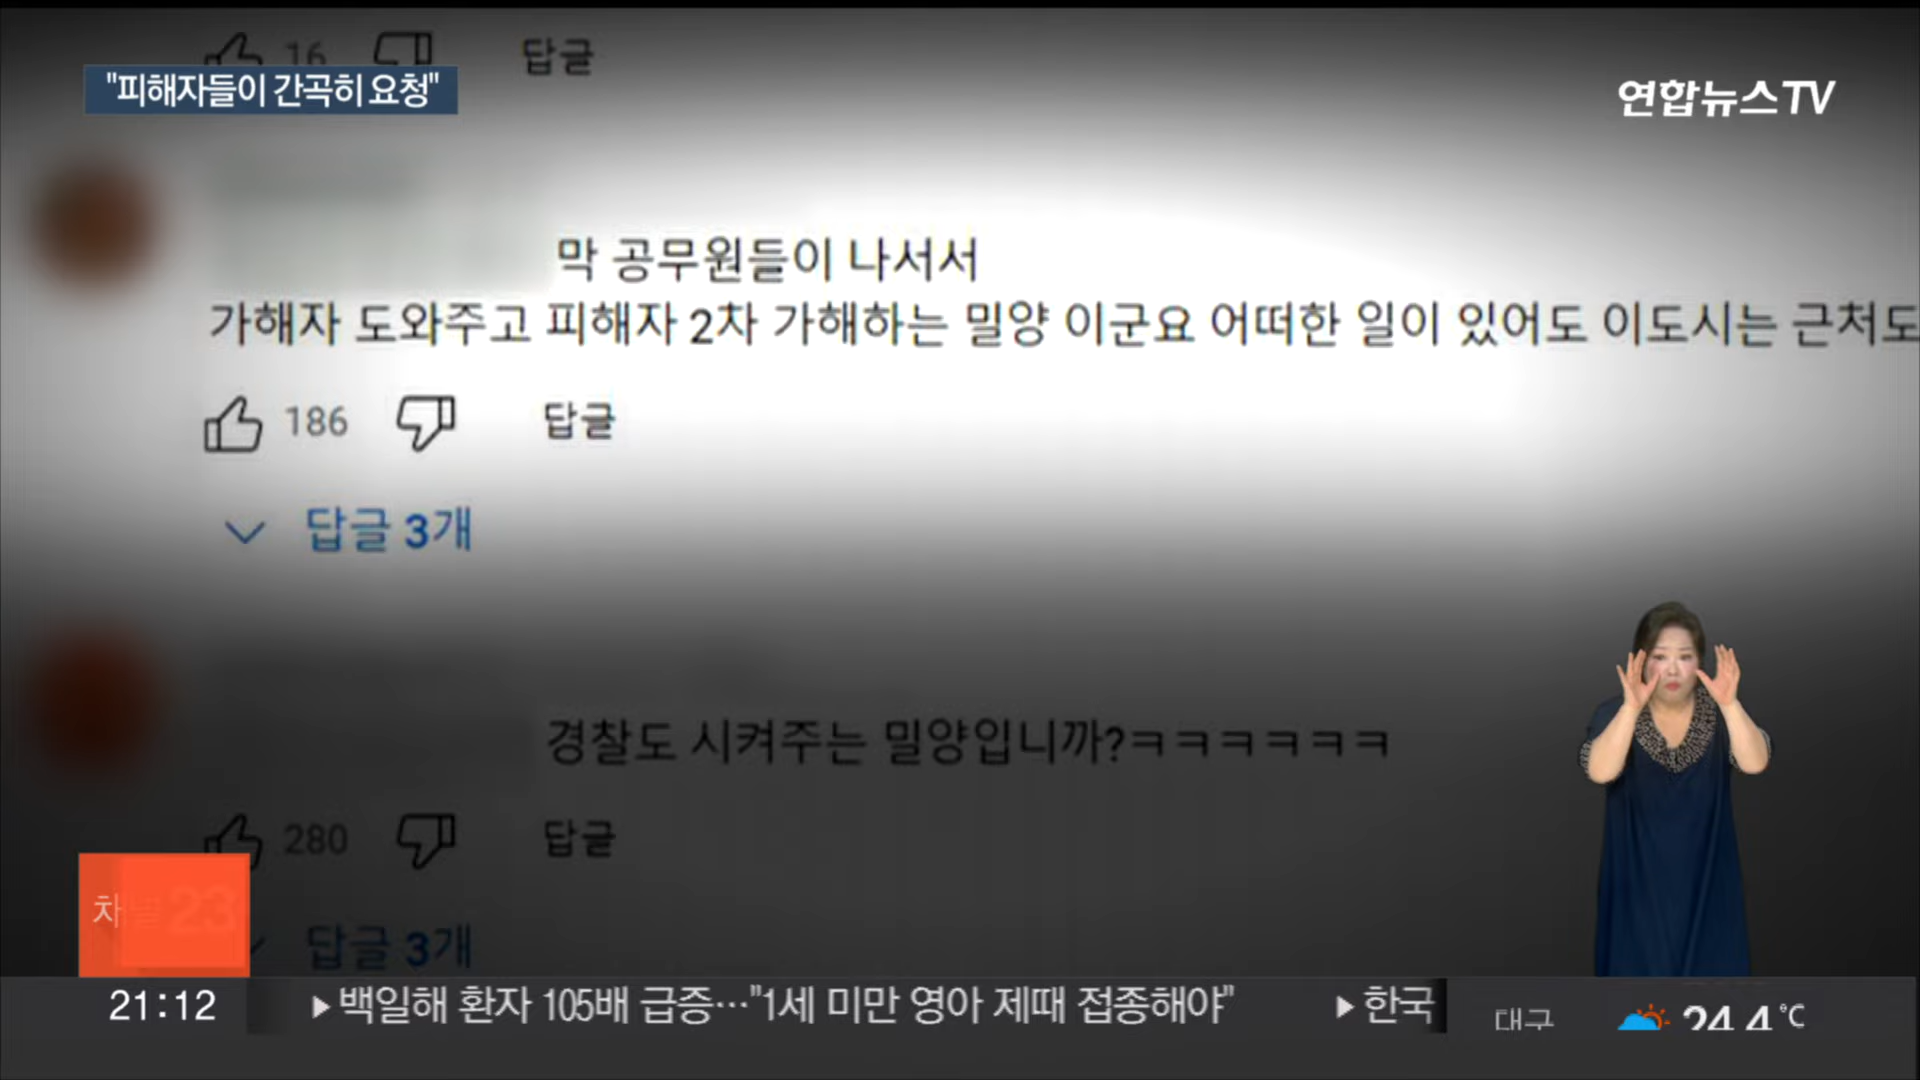 16 답글
"피해자들이 간곡히 요청"
연합뉴스TV
막 공무원들이 나서서
가해자 도와주고 피해자 2차 가해하는 밀양 이군요 어떠한 일이 있어도 이도시는 근처도
186 답글
답글 3개
경찰도 시켜주는 밀양입니까?ㅋㅋㅋㅋㅋㅋ
280 답글
채널 23
답글 3개
21:12 ▶백일해 환자 105배 급증…"1세 미만 영아 제때 접종해야" ▶한국 대구 24.4℃